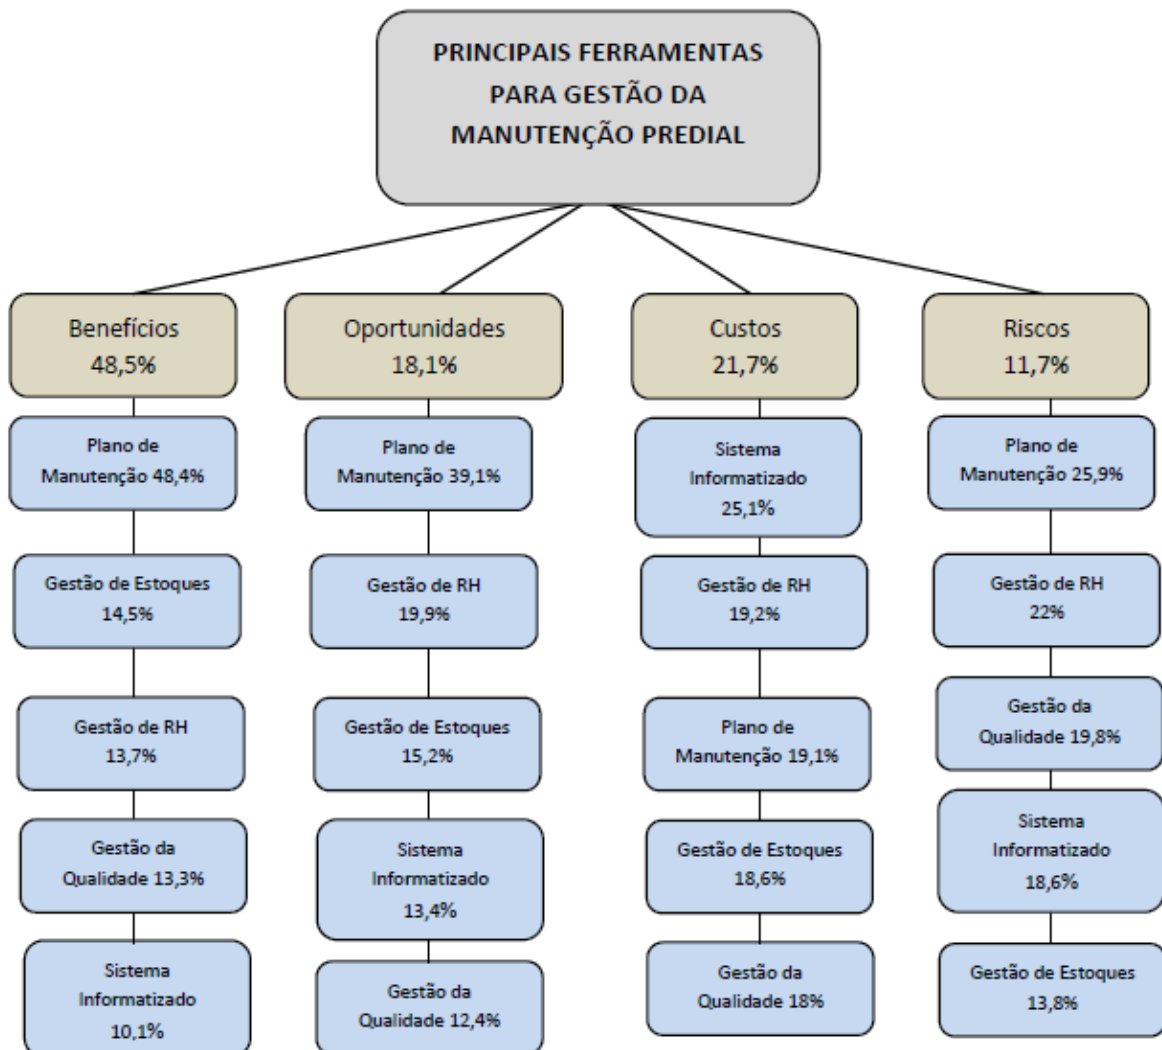 PRINCIPAIS FERRAMENTAS
PARA GESTÃO DA
MANUTENÇÃO PREDIAL
Benefícios
48,5%
Plano de
Manutenção 48,4%
Gestão de Estoques
14,5%
Gestão de RH
13,7%
Gestão da
Qualidade 13,3%
Sistema
Informatizado
10,1%
Oportunidades
18,1%
Plano de
Manutenção 39,1%
Gestão de RH
19,9%
Gestão de Estoques
15,2%
Sistema
Informatizado
13,4%
Gestão da
Qualidade 12,4%
Custos
21,7%
Sistema
Informatizado
25,1%
Gestão de RH
19,2%
Plano de
Manutenção 19,1%
Gestão de Estoques
18,6%
Gestão da
Qualidade 18%
Riscos
11,7%
Plano de
Manutenção 25,9%
Gestão de RH
22%
Gestão da
Qualidade 19,8%
Sistema
Informatizado
18,6%
Gestão de Estoques
13,8%